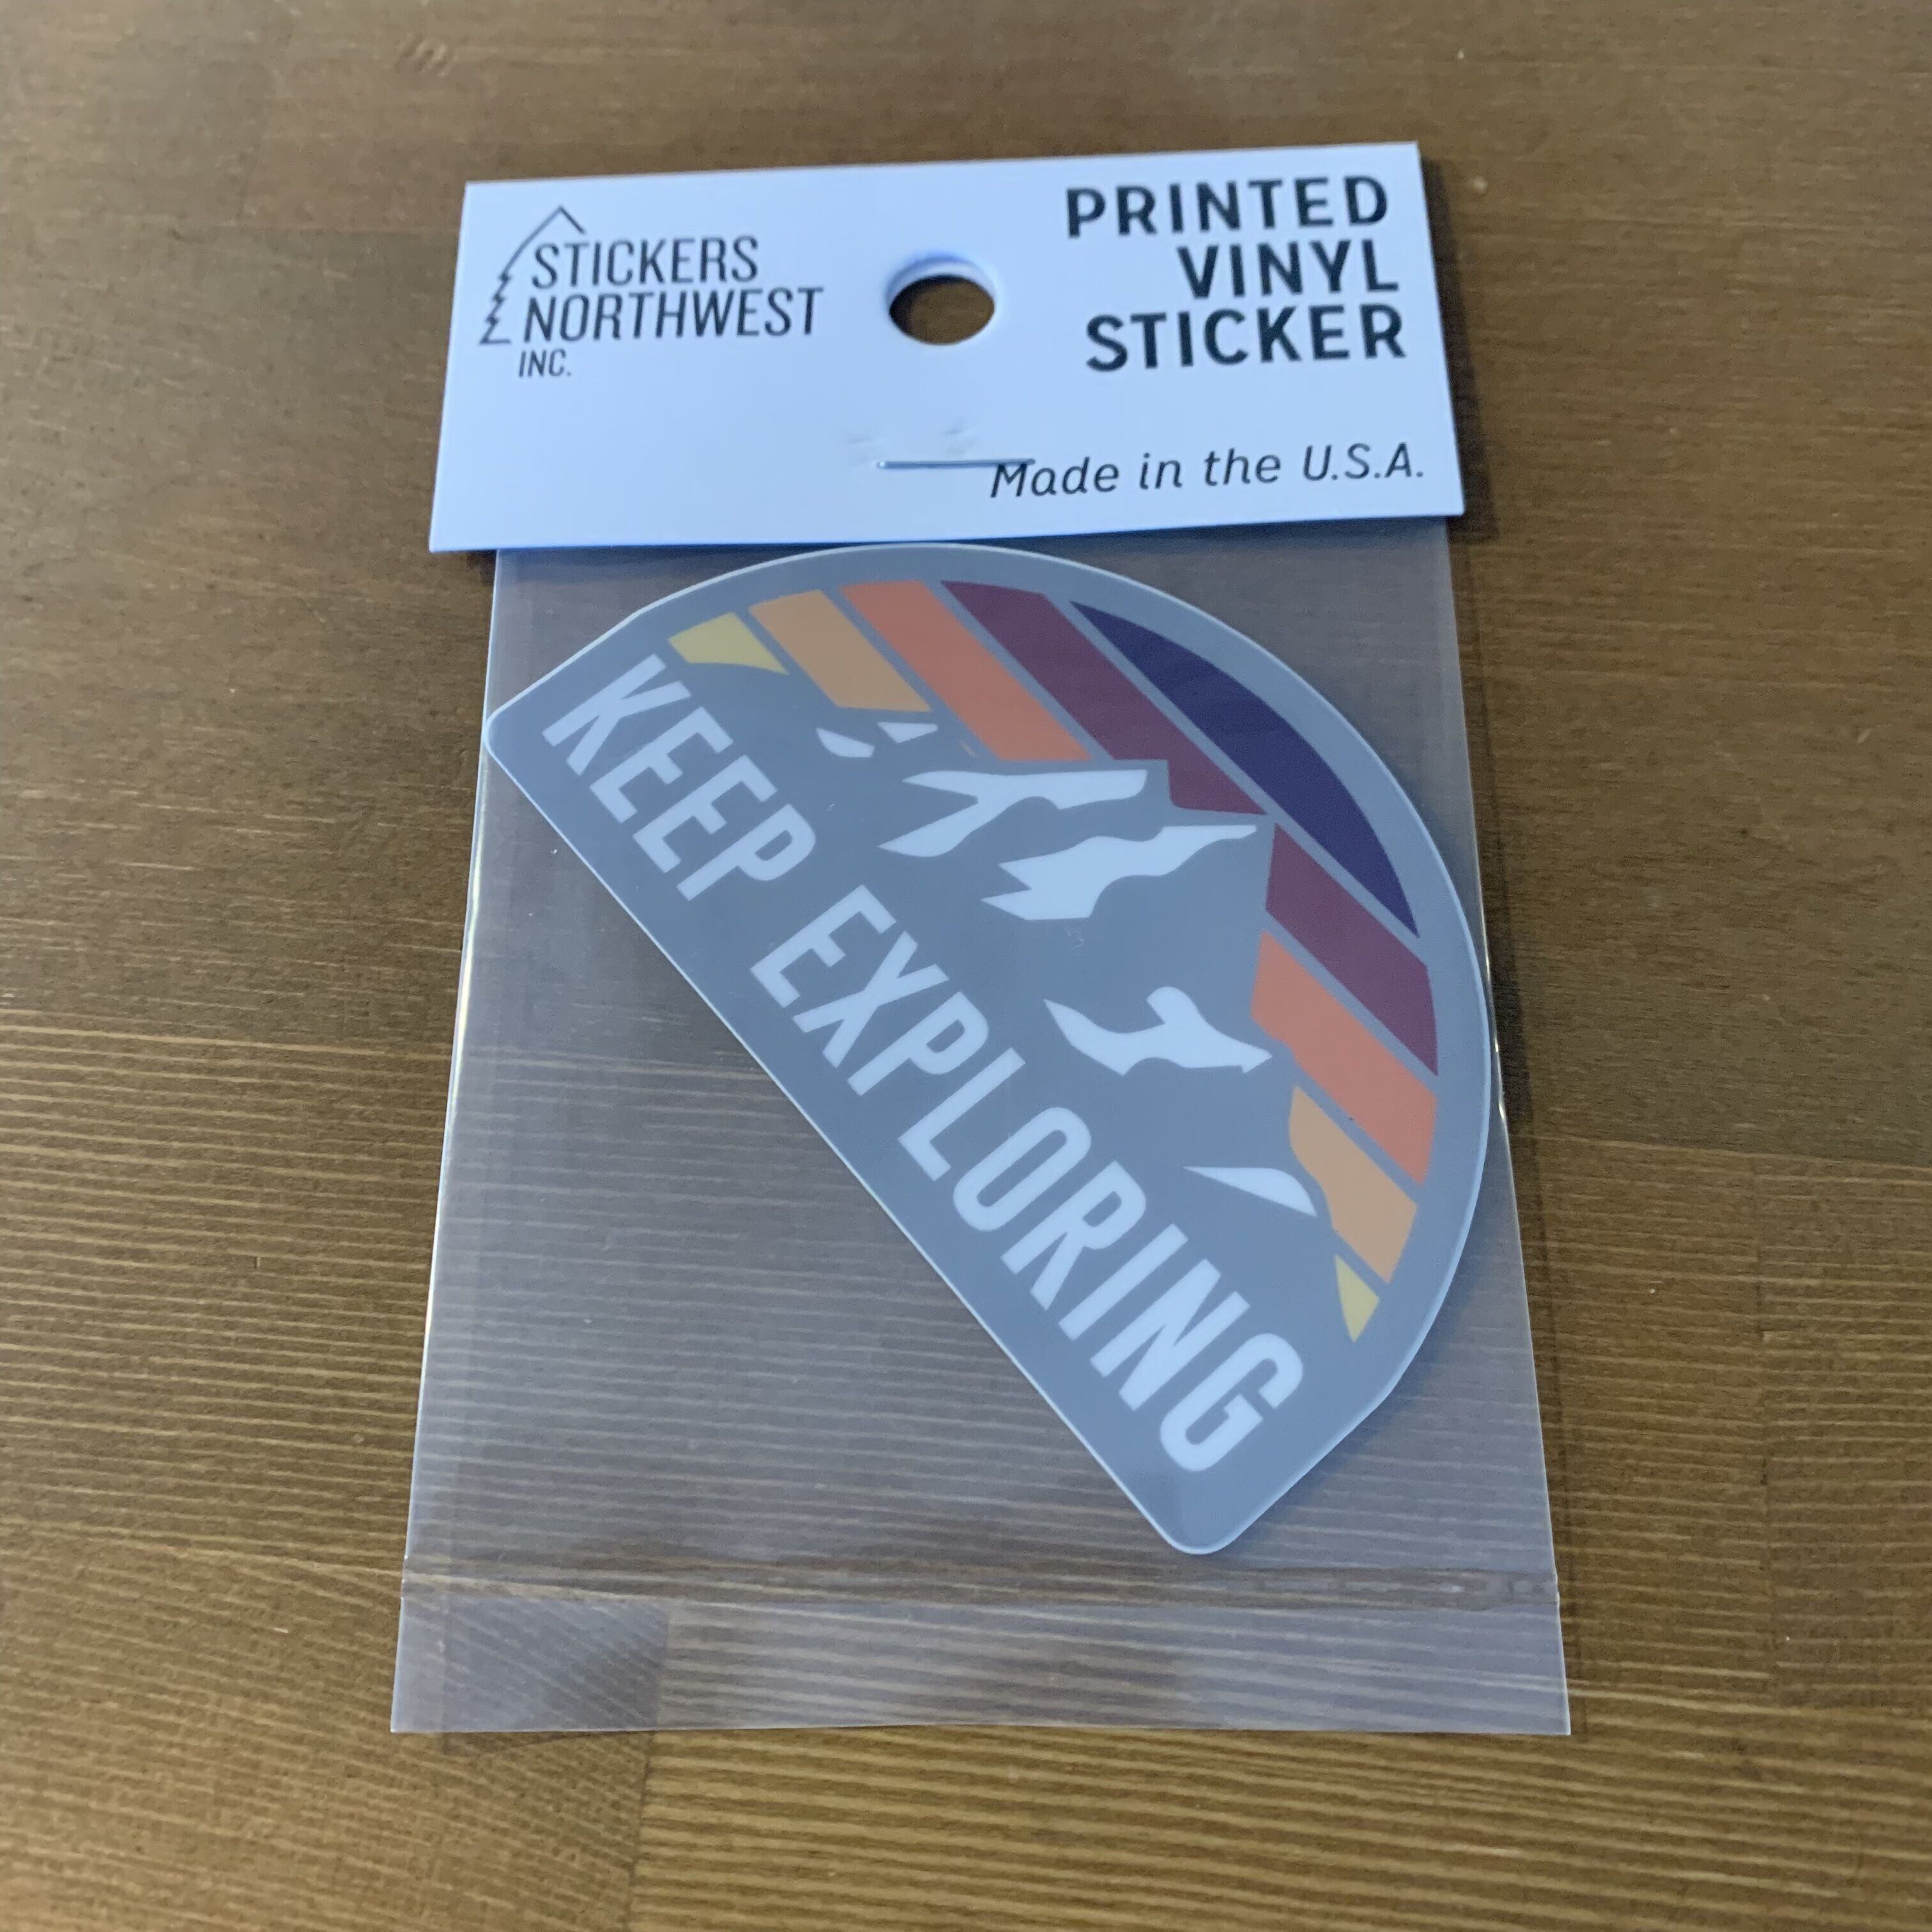 STICKERS
NORTHWEST
INC.
PRINTED
VINYL
STICKER
Made in the U.S.A.
KEEP EXPLORING